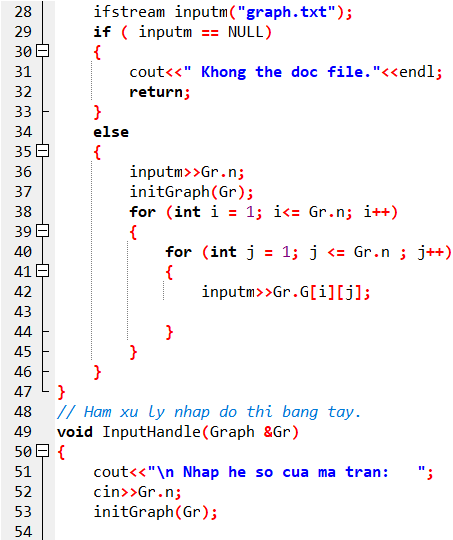 28 ifstream inputm("graph.txt");
29 if ( inputm == NULL)
30 {
31 cout<<" Khong the doc file."<<endl;
32 return;
33 }
34 else
35 {
36 inputm>>Gr.n;
37 initGraph(Gr);
38 for (int i = 1; i<= Gr.n; i++)
39 {
40 for (int j = 1; j <= Gr.n ; j++)
41 {
42 inputm>>Gr.G[i][j];
43
44 }
45 }
46 }
47 }
48 // Ham xu ly nhap do thi bang tay.
49 void InputHandle(Graph &Gr)
50 {
51 cout<<"\n Nhap he so cua ma tran:   ";
52 cin>>Gr.n;
53 initGraph(Gr);
54